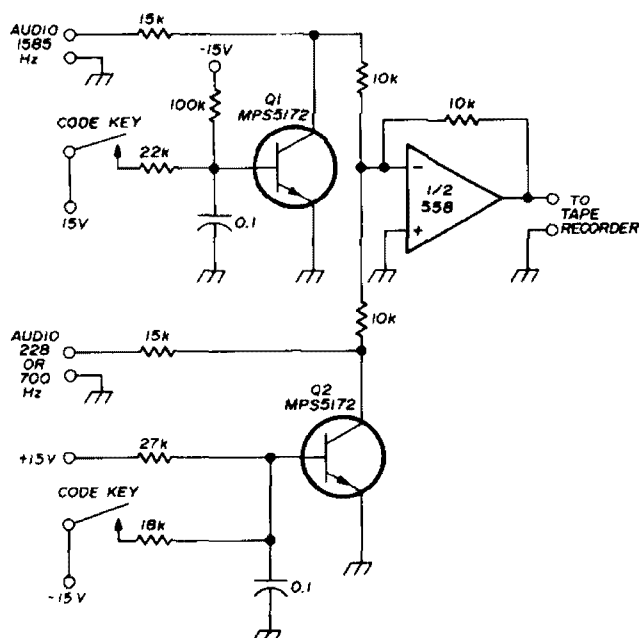 AUDIO
1585
Hz
15k
-15V
100k
Q1
MPS5172
10k
10k
CODE KEY
22k
15V
0.1
-
+
1/2
558
TO
TAPE
RECORDER
10k
AUDIO
228
OR
700
Hz
15k
Q2
MPS5172
+15V
27k
CODE KEY
18k
-15V
0.1